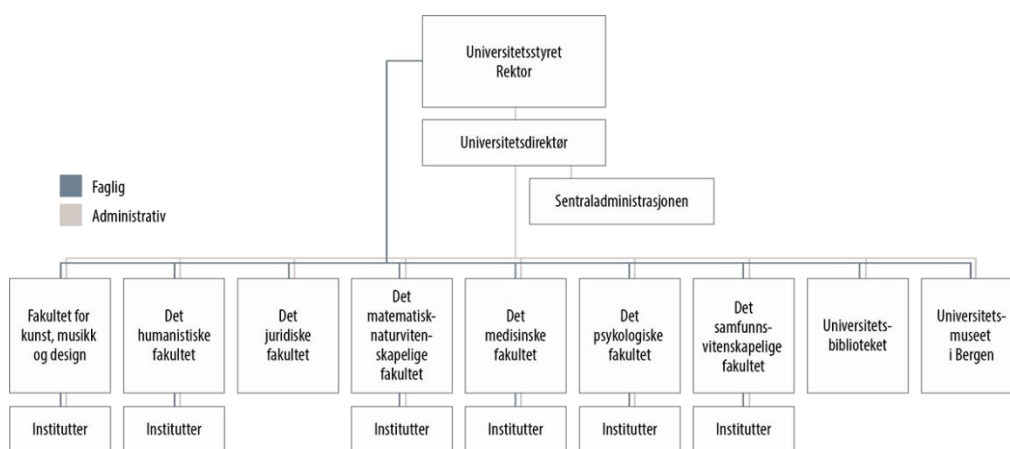 Universitetsstyret
Rektor
Universitetsdirektør
Sentraladministrasjonen
Faglig
Administrativ
Fakultet for
kunst, musikk
og design
Det
humanistiske
fakultet
Det
juridiske
fakultet
Det
matematisk-
naturviten-
skapelige
fakultet
Det
medisinske
fakultet
Det
psykologiske
fakultet
Det
samfunns-
vitenskapelige
fakultet
Universitets-
biblioteket
Universitets-
museet
i Bergen
Institutter
Institutter
Institutter
Institutter
Institutter
Institutter